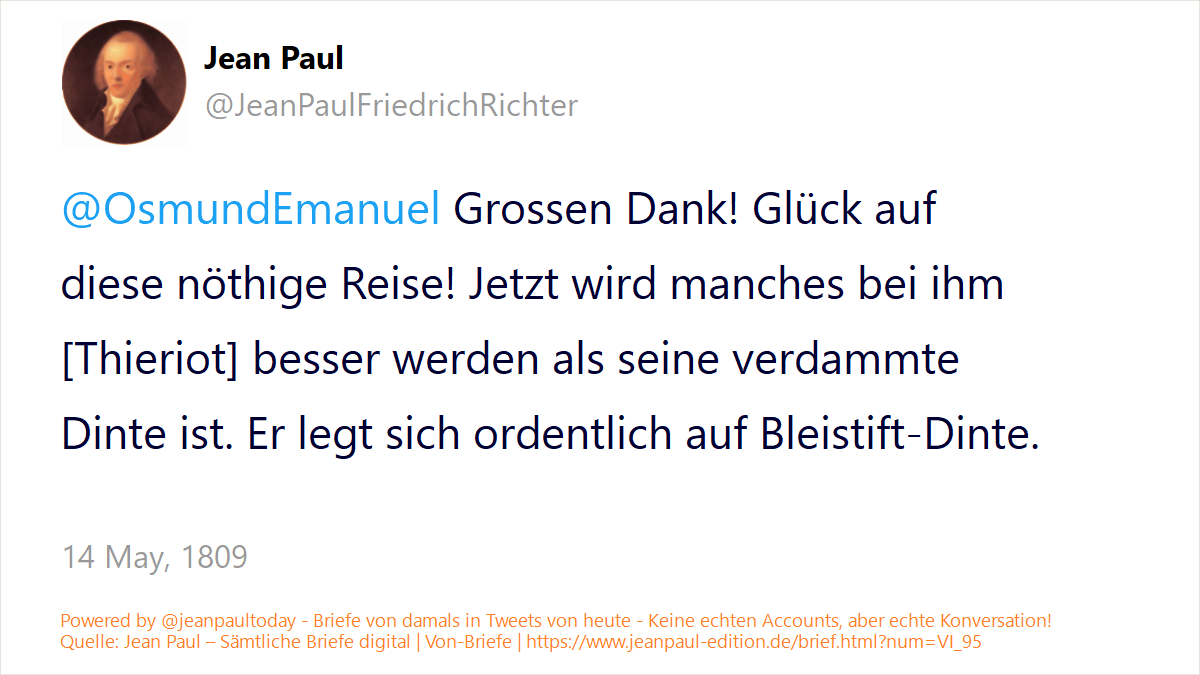 Jean Paul
@JeanPaulFriedrichRichter
@OsmundEmanuel Grossen Dank! Glück auf
diese nöthige Reise! Jetzt wird manches bei ihm
[Thieriot] besser werden als seine verdammte
Dinte ist. Er legt sich ordentlich auf Bleistift-Dinte.
14 May, 1809
Powered by @jeanpaultoday - Briefe von damals in Tweets von heute - Keine echten Accounts, aber echte Konversation!
Quelle: Jean Paul – Sämtliche Briefe digital | Von-Briefe | https://www.jeanpaul-edition.de/brief.html?num=VI_95